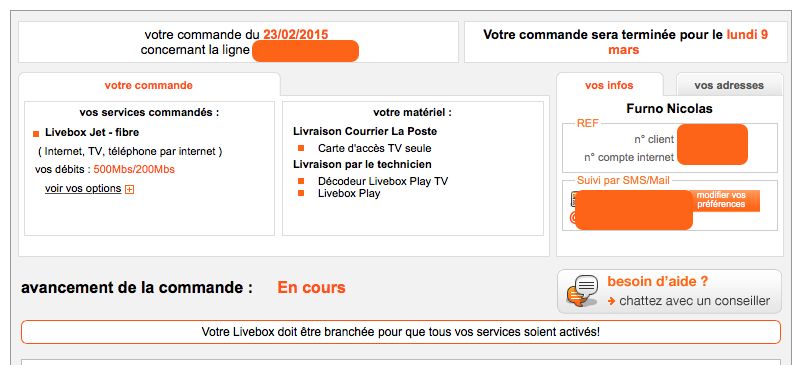 votre commande du 23/02/2015
concernant la ligne
Votre commande sera terminée pour le lundi 9
mars
votre commande
vos services commandés :
Livebox Jet - fibre
( Internet, TV, téléphone par internet )
vos débits : 500Mbs/200Mbs
voir vos options
votre matériel :
Livraison Courrier La Poste
Carte d'accès TV seule
Livraison par le technicien
Décodeur Livebox Play TV
Livebox Play
vos infos
vos adresses
Furno Nicolas
REF
n° client
n° compte internet
Suivi par SMS/Mail
modifier vos
préférences
avancement de la commande : En cours
besoin d'aide ?
chattez avec un conseiller
Votre Livebox doit être branchée pour que tous vos services soient activés!